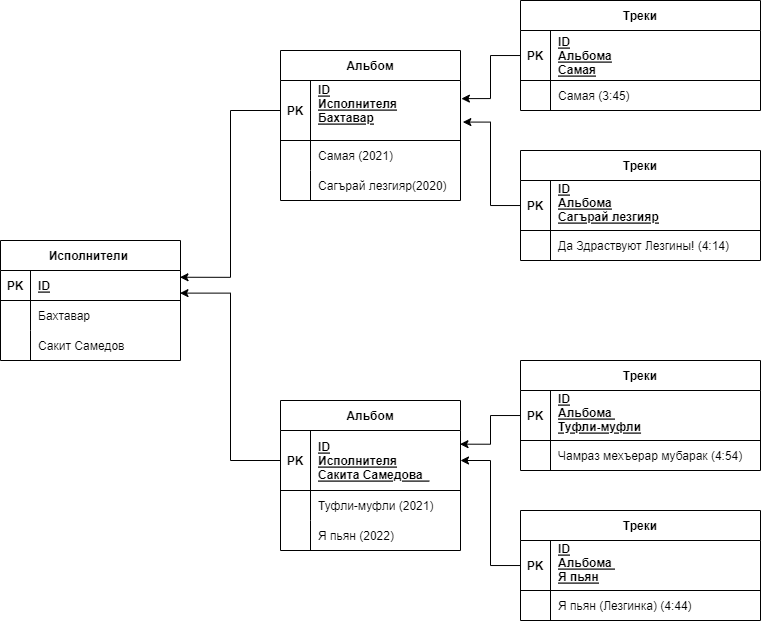 Треки
PK
ID
Альбома
Самая
Самая (3:45)
Альбом
PK
ID
Исполнителя
Бахтавар
Самая (2021)
Сагърай лезгияр(2020)
Треки
PK
ID
Альбома
Сагърай лезгияр
Да Здраствуют Лезгины! (4:14)
Исполнители
PK
ID
Бахтавар
Сакит Самедов
Альбом
PK
ID
Исполнителя
Сакита Самедова
Туфли-муфли (2021)
Я пьян (2022)
Треки
PK
ID
Альбома
Туфли-муфли
Чамраз мехъерар мубарак (4:54)
Треки
PK
ID
Альбома
Я пьян
Я пьян (Лезгинка) (4:44)